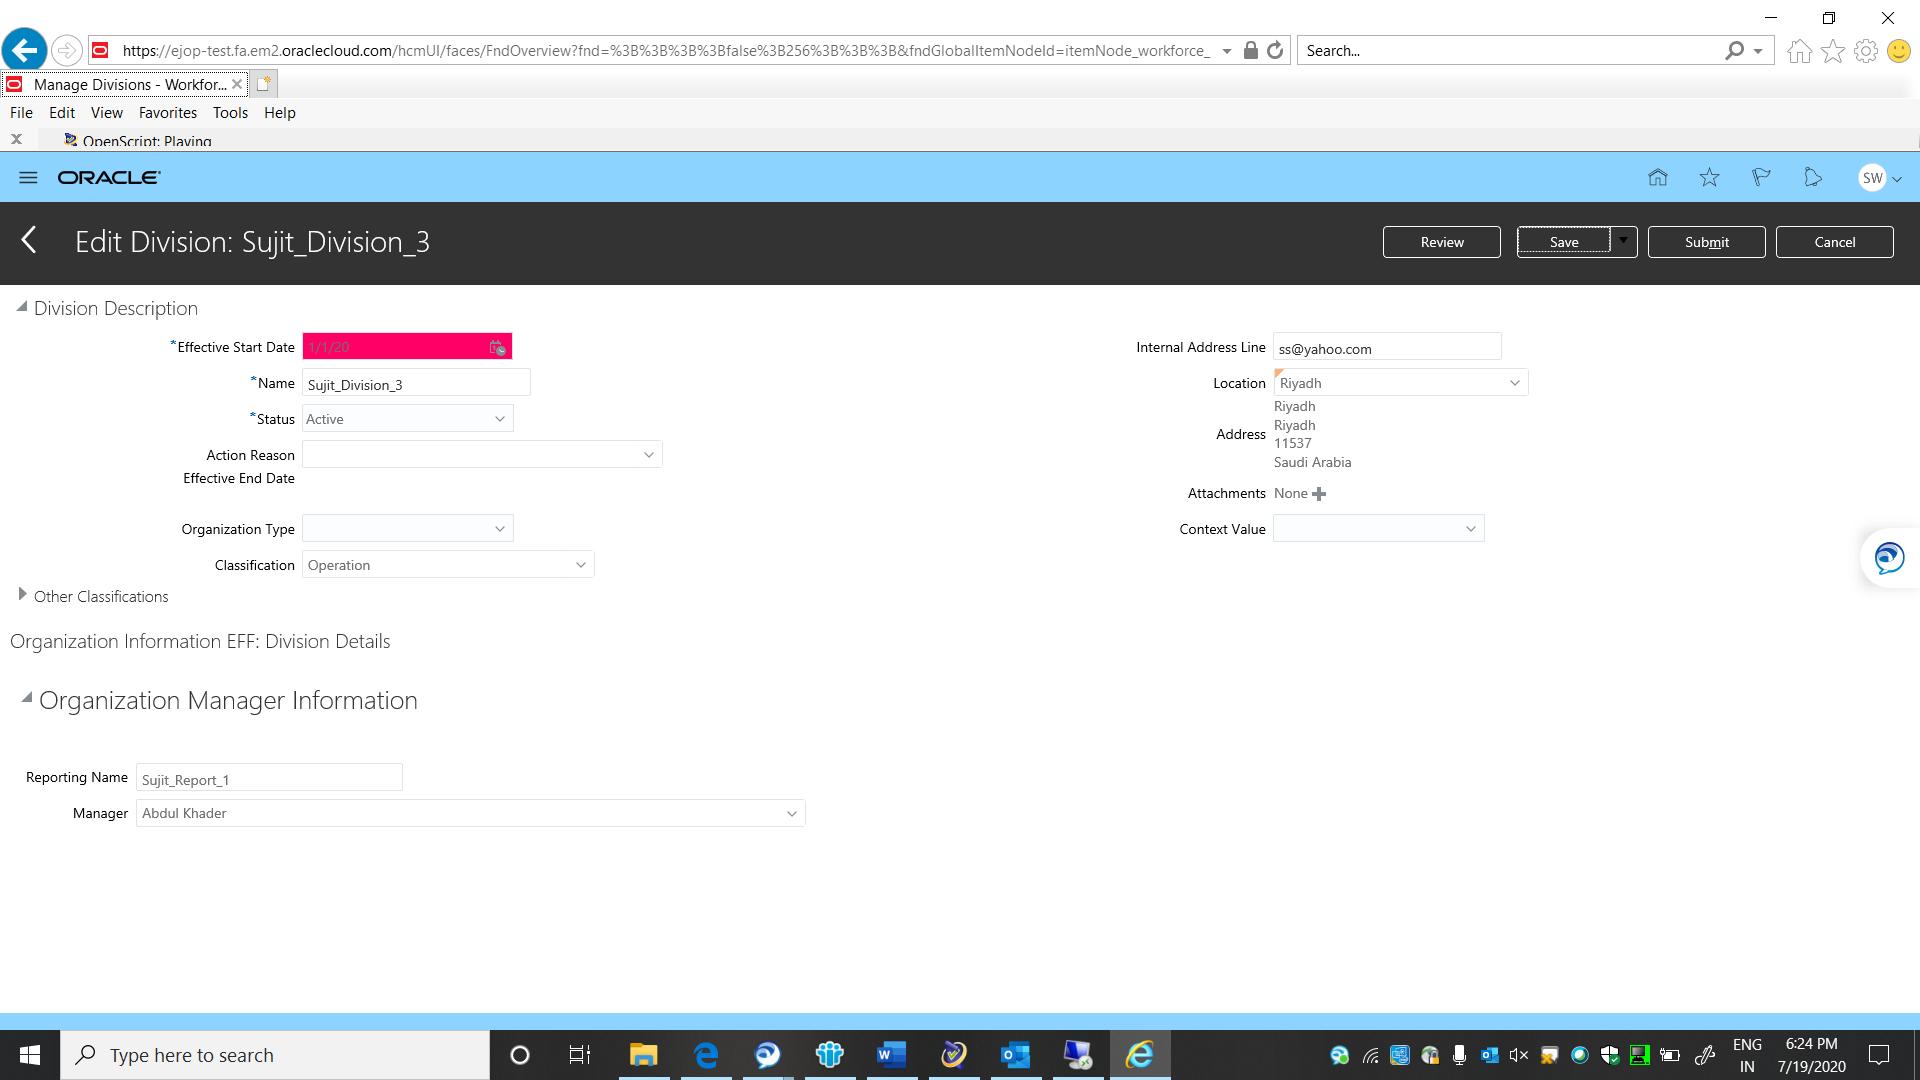 https://ejop-test.fa.em2.oraclecloud.com/hcmUI/faces/FndOverview?fnd=%3B%3B%3B%3Bfalse%3B256%3B%3B%3B&fndGlobalItemNodeId=itemNode_workforce_
Search...
Manage Divisions - Workfor...
File Edit View Favorites Tools Help
x OpenScript: Playing
ORACLE
SW
Edit Division: Sujit_Division_3
Review
Save
Submit
Cancel
Division Description
*Effective Start Date 1/1/20
*Name Sujit_Division_3
*Status Active
Action Reason
Effective End Date
Organization Type
Classification Operation
Internal Address Line ss@yahoo.com
Location Riyadh
Address
Riyadh
Riyadh
11537
Saudi Arabia
Attachments None
Context Value
Other Classifications
Organization Information EFF: Division Details
Organization Manager Information
Reporting Name Sujit_Report_1
Manager Abdul Khader
Type here to search
ENG
IN
6:24 PM
7/19/2020